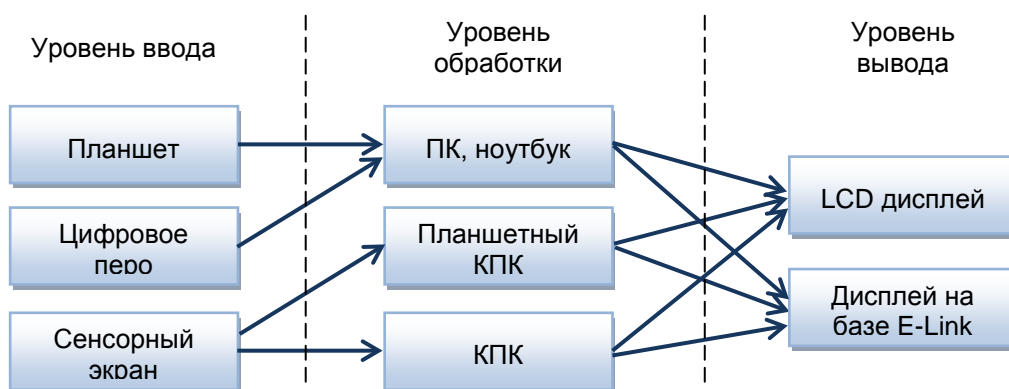 Уровень ввода
Уровень
обработки
Уровень
вывода
Планшет
ПК, ноутбук
LCD дисплей
Цифровое
перо
Планшетный
КПК
Дисплей на
базе E-Link
Сенсорный
экран
КПК